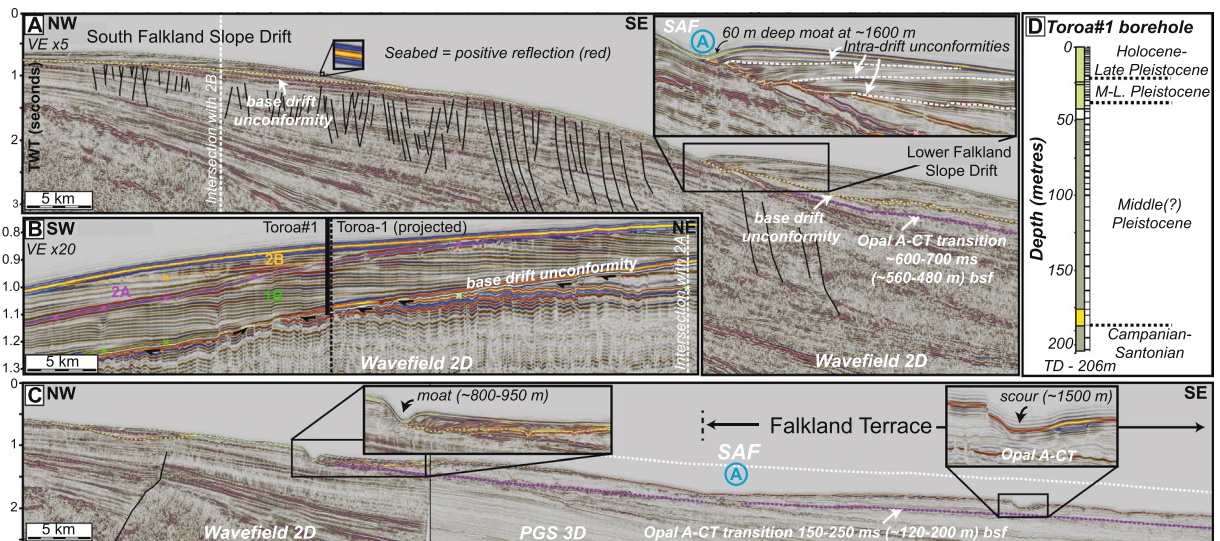 A NW
VE x5
South Falkland Slope Drift
Intersection with 2B
Seabed = positive reflection (red)
base drift
unconformity
SE
TWT (seconds)
0
1
2
3
5 km
SAF
A
60 m deep moat at ~1600 m
Intra-drift unconformities
Lower Falkland
Slope Drift
base drift
unconformity
Opal A-CT transition
~600-700 ms
(~560-480 m) bsf
Wavefield 2D
B SW
VE x20
Toroa#1
Toroa-1 (projected)
NE
0.8
0.9
1.0
1.1
1.2
1.3
2B
2A
1B
base drift unconformity
Intersection with 2A
5 km
Wavefield 2D
C NW
0
1
2
5 km
moat (~800-950 m)
Falkland Terrace
SAF
A
scour (~1500 m)
Opal A-CT
SE
Wavefield 2D
PGS 3D
Opal A-CT transition 150-250 ms (~120-200 m) bsf
D Toroa#1 borehole
Depth (metres)
0
50
100
150
200
Holocene-
Late Pleistocene
M-L. Pleistocene
Middle(?)
Pleistocene
Campanian-
Santonian
TD - 206m